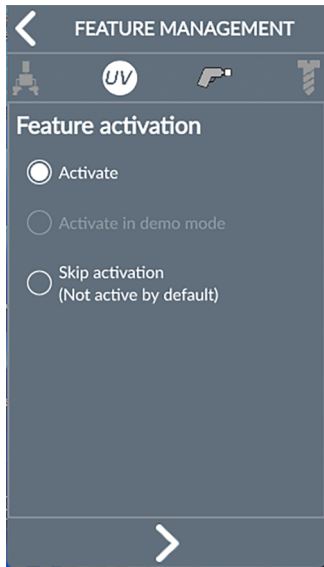 FEATURE MANAGEMENT
UV
Feature activation
Activate
Activate in demo mode
Skip activation
(Not active by default)